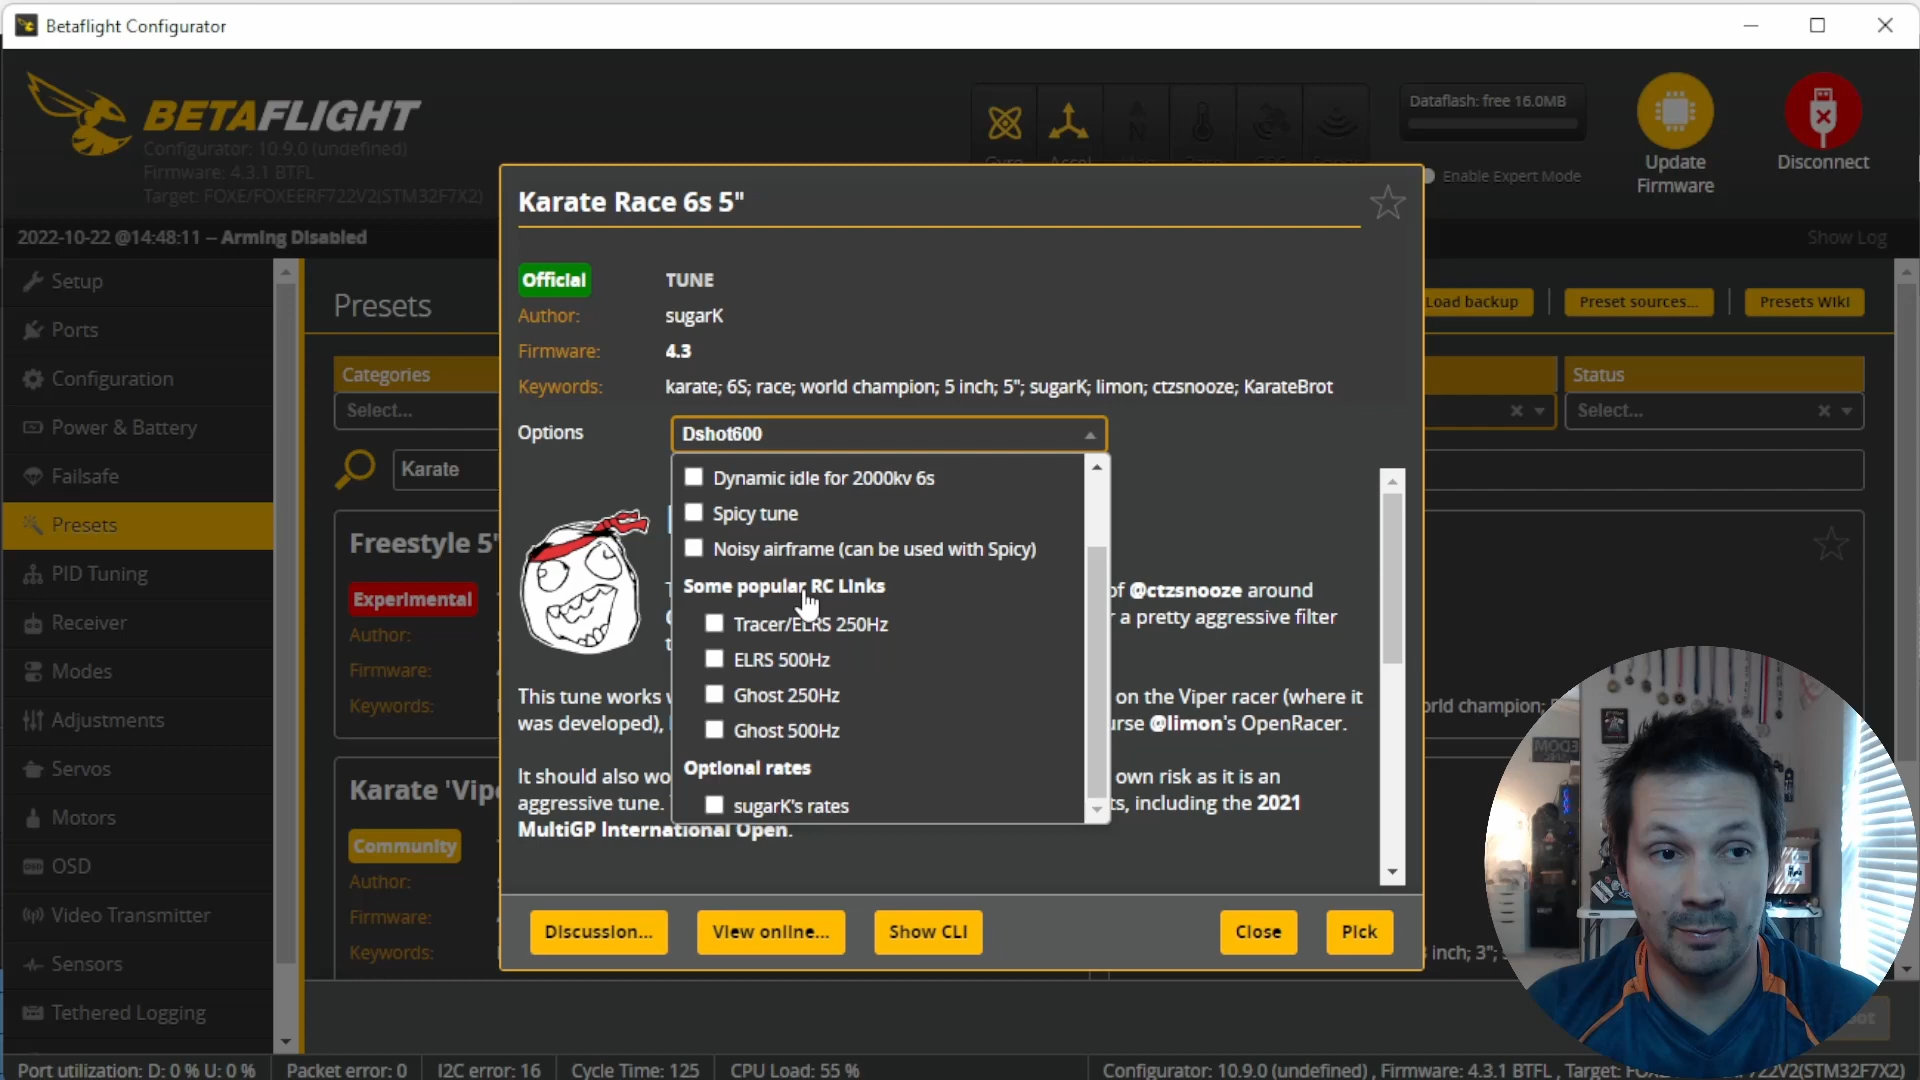 Betaflight Configurator
BETAFLIGHT
Configurator: 10.9.0 (undefined)
Firmware: 4.3.1 BTFL
Target: FOXE/FOXEERF722V2(STM32F7X2)
Dataflash: free 16.0MB
Enable Expert Mode
Update
Firmware
Disconnect
2022-10-22 @14:48:11 -- Arming Disabled
Show Log
Setup
Ports
Configuration
Power & Battery
Failsafe
Presets
PID Tuning
Receiver
Modes
Adjustments
Servos
Motors
OSD
Video Transmitter
Sensors
Tethered Logging
Presets
Load backup
Preset sources...
Presets Wiki
Categories
Select...
Status
Select...
Karate
Freestyle 5"
Experimental
Author:
Firmware:
Keywords:
Karate 'Vip
Community
Author:
Firmware:
Keywords:
Karate Race 6s 5"
Official TUNE
Author: sugarK
Firmware: 4.3
Keywords: karate; 6S; race; world champion; 5 inch; 5"; sugarK; limon; ctzsnooze; KarateBrot
Options Dshot600
Dynamic idle for 2000kv 6s
Spicy tune
Noisy airframe (can be used with Spicy)
Some popular RC Links
Tracer/ELRS 250Hz
ELRS 500Hz
Ghost 250Hz
Ghost 500Hz
Optional rates
sugarK's rates
of @ctzsnooze around
a pretty aggressive filter
This tune works on the Viper racer (where it
was developed), @limon's OpenRacer.
It should also own risk as it is an
aggressive tune. including the 2021
MultiGP International Open.
Discussion... View online... Show CLI Close Pick
champion;
inch; 3";
Port utilization: D: 0 % U: 0 % Packet error: 0 I2C error: 16 Cycle Time: 125 CPU Load: 55 % Configurator: 10.9.0 (undefined) , Firmware: 4.3.1 BTFL , Target: